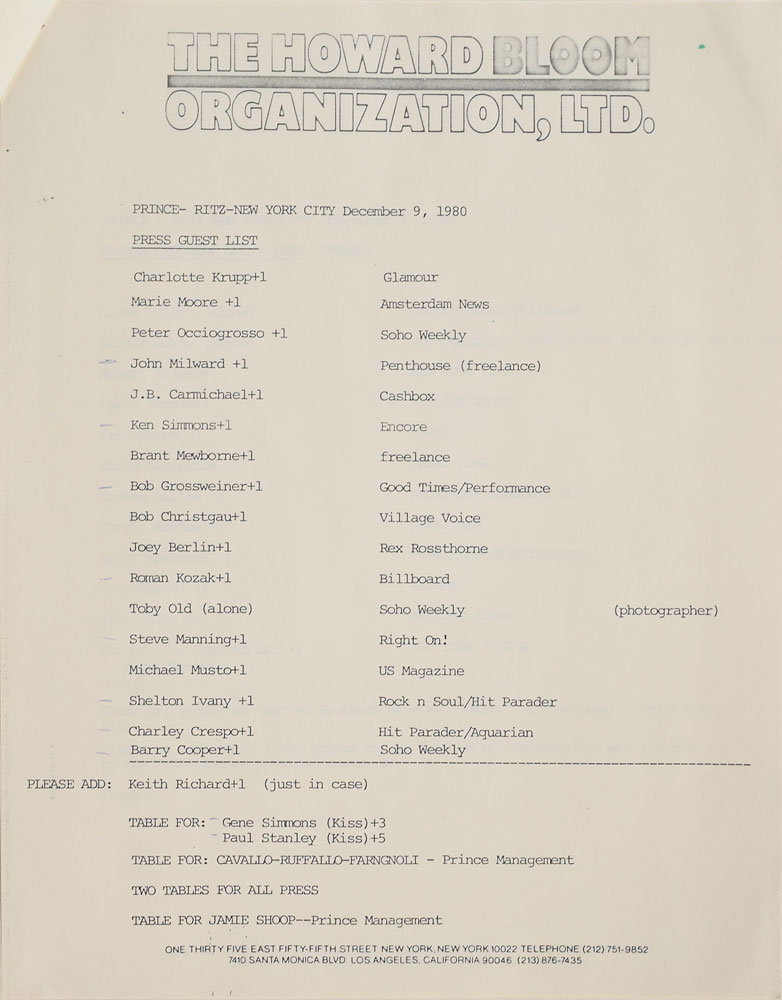 THE HOWARD BLOOM
ORGANIZATION, LTD.
PRINCE- RITZ-NEW YORK CITY December 9, 1980
PRESS GUEST LIST
Charlotte Krupp+1 Glamour
Marie Moore +1 Amsterdam News
Peter Occiogrosso +1 Soho Weekly
John Milward +1 Penthouse (freelance)
J.B. Carmichael+1 Cashbox
Ken Simmons+1 Encore
Brant Mewborne+1 freelance
Bob Grossweiner+1 Good Times/Performance
Bob Christgau+1 Village Voice
Joey Berlin+1 Rex Rossthorne
Roman Kozak+1 Billboard
Toby Old (alone) Soho Weekly (photographer)
Steve Manning+1 Right On!
Michael Musto+1 US Magazine
Shelton Ivany +1 Rock n Soul/Hit Parader
Charley Crespo+1 Hit Parader/Aquarian
Barry Cooper+1 Soho Weekly
PLEASE ADD: Keith Richard+1 (just in case)
TABLE FOR: Gene Simmons (Kiss)+3
Paul Stanley (Kiss)+5
TABLE FOR: CAVALLO-RUFFALLO-FARNGNOLI - Prince Management
TWO TABLES FOR ALL PRESS
TABLE FOR JAMIE SHOOP--Prince Management
ONE THIRTY FIVE EAST FIFTY-FIFTH STREET NEW YORK, NEW YORK 10022 TELEPHONE (212) 751-9852
7410 SANTA MONICA BLVD LOS ANGELES, CALIFORNIA 90046 (213) 876-7435